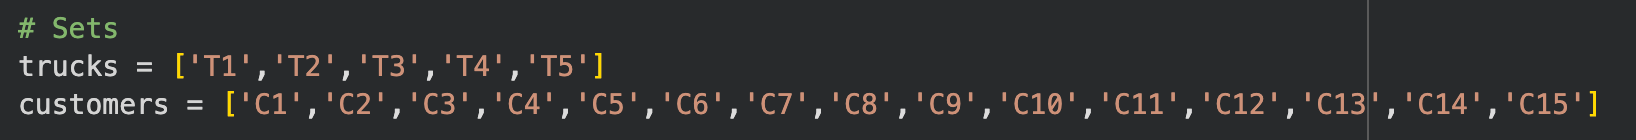 # Sets
trucks = ['T1','T2','T3','T4','T5']
customers = ['C1','C2','C3','C4','C5','C6','C7','C8','C9','C10','C11','C12','C13','C14','C15']